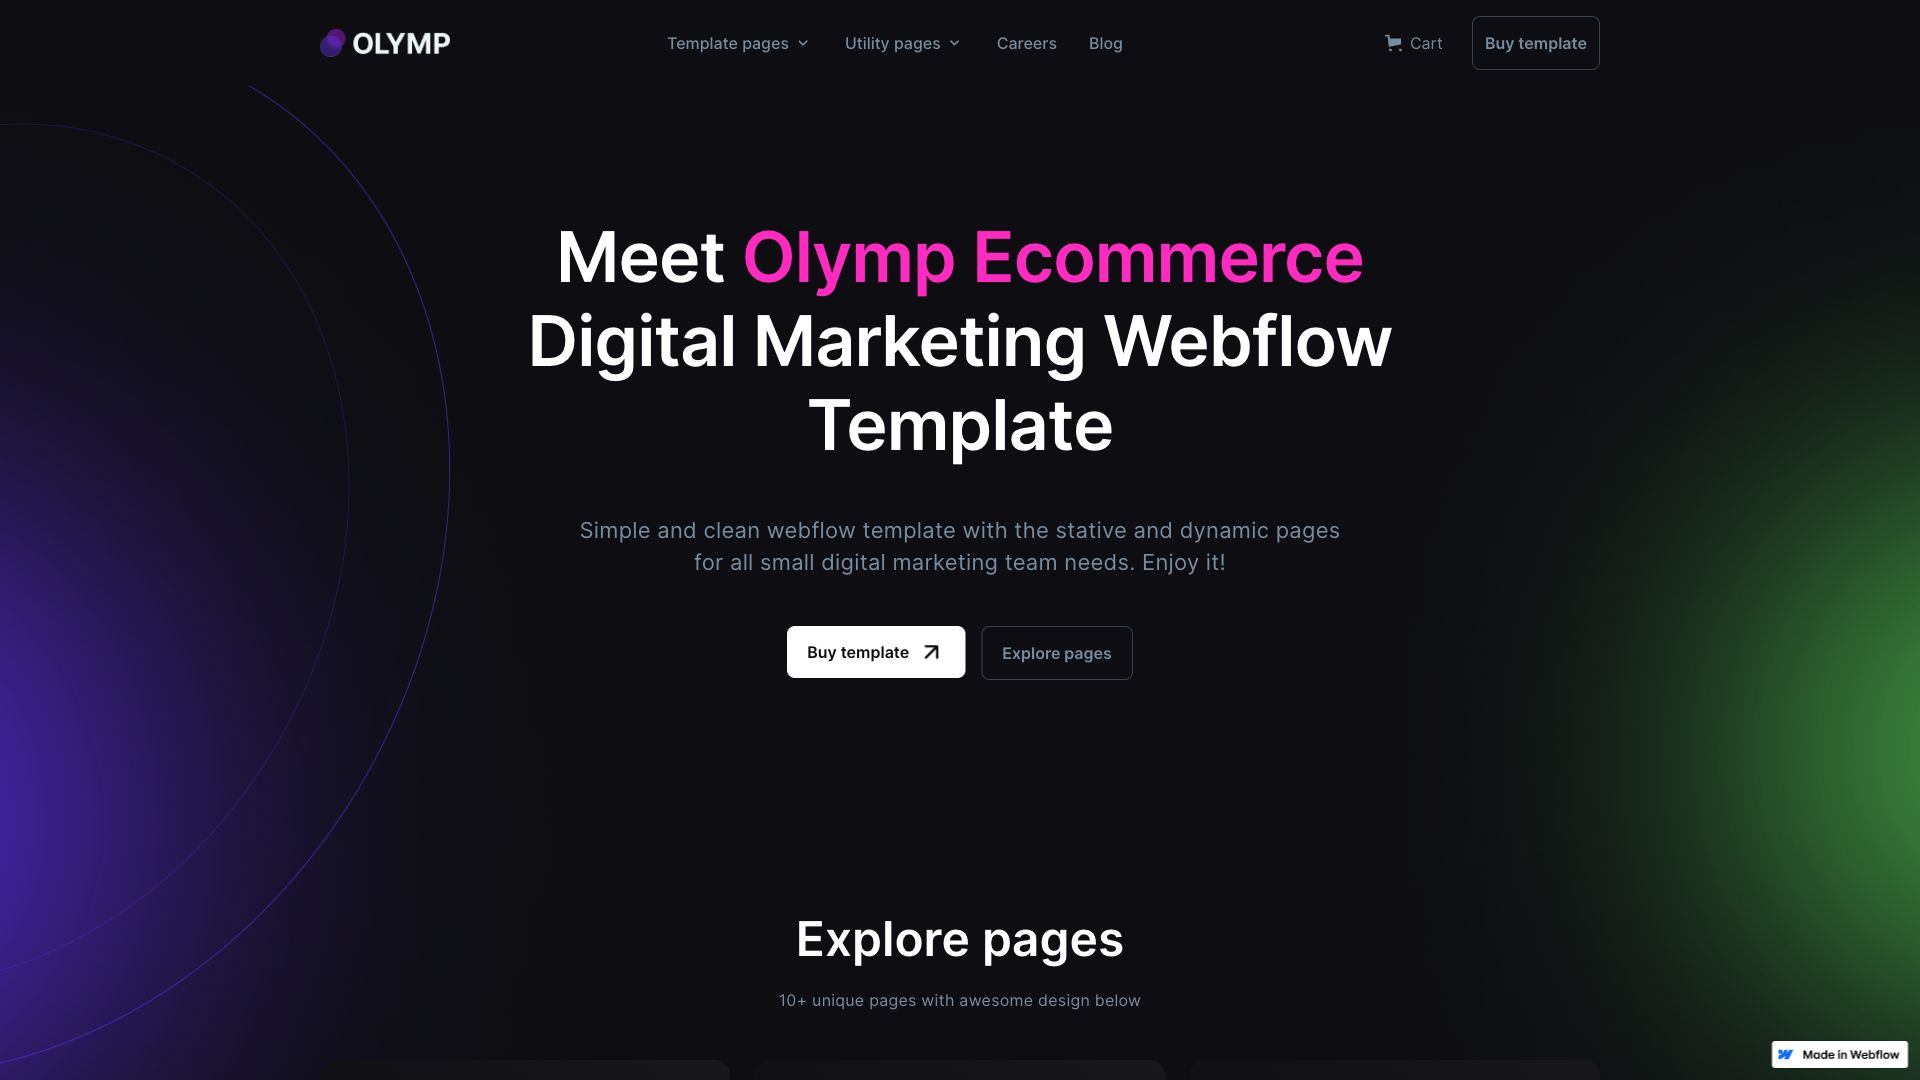 OLYMP
Template pages
Utility pages
Careers
Blog
Cart
Buy template
Meet Olymp Ecommerce
Digital Marketing Webflow
Template
Simple and clean webflow template with the stative and dynamic pages
for all small digital marketing team needs. Enjoy it!
Buy template
Explore pages
Explore pages
10+ unique pages with awesome design below
Made in Webflow